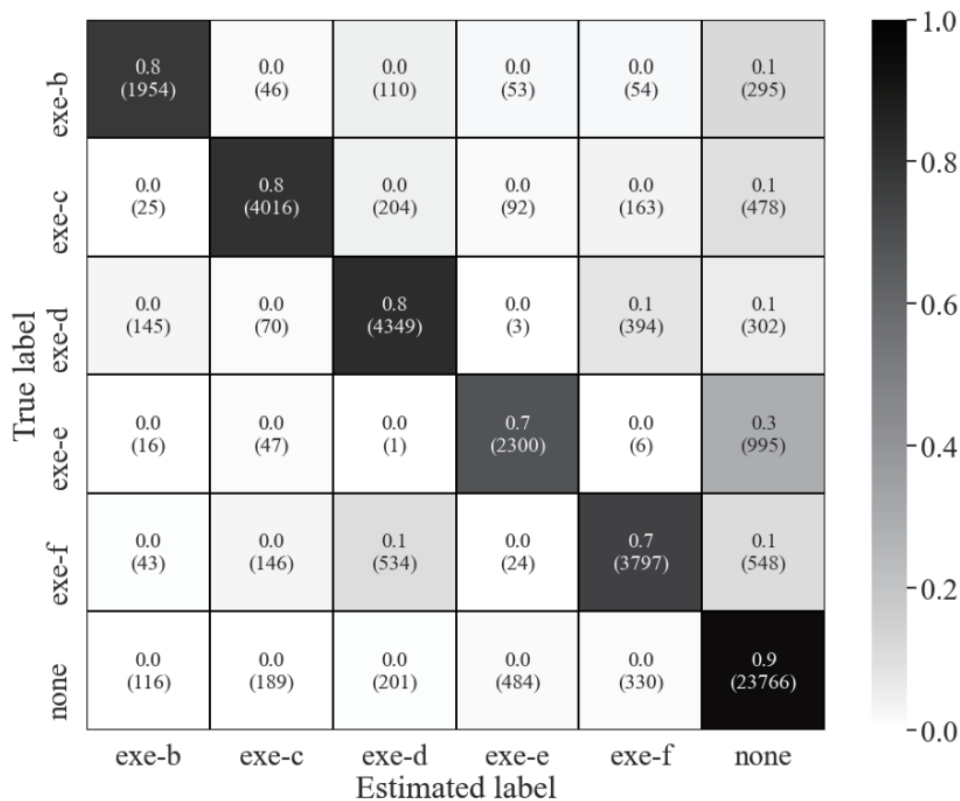 1.0
0.8
0.6
0.4
0.2
0.0
True label
exe-b
0.8 0.0 0.0 0.0 0.0 0.1
(1954) (46) (110) (53) (54) (295)
exe-c
0.0 0.8 0.0 0.0 0.0 0.1
(25) (4016) (204) (92) (163) (478)
exe-d
0.0 0.0 0.8 0.0 0.1 0.1
(145) (70) (4349) (3) (394) (302)
exe-e
0.0 0.0 0.0 0.7 0.0 0.3
(16) (47) (1) (2300) (6) (995)
exe-f
0.0 0.0 0.1 0.0 0.7 0.1
(43) (146) (534) (24) (3797) (548)
none
0.0 0.0 0.0 0.0 0.0 0.9
(116) (189) (201) (484) (330) (23766)
exe-b exe-c exe-d exe-e exe-f none
Estimated label